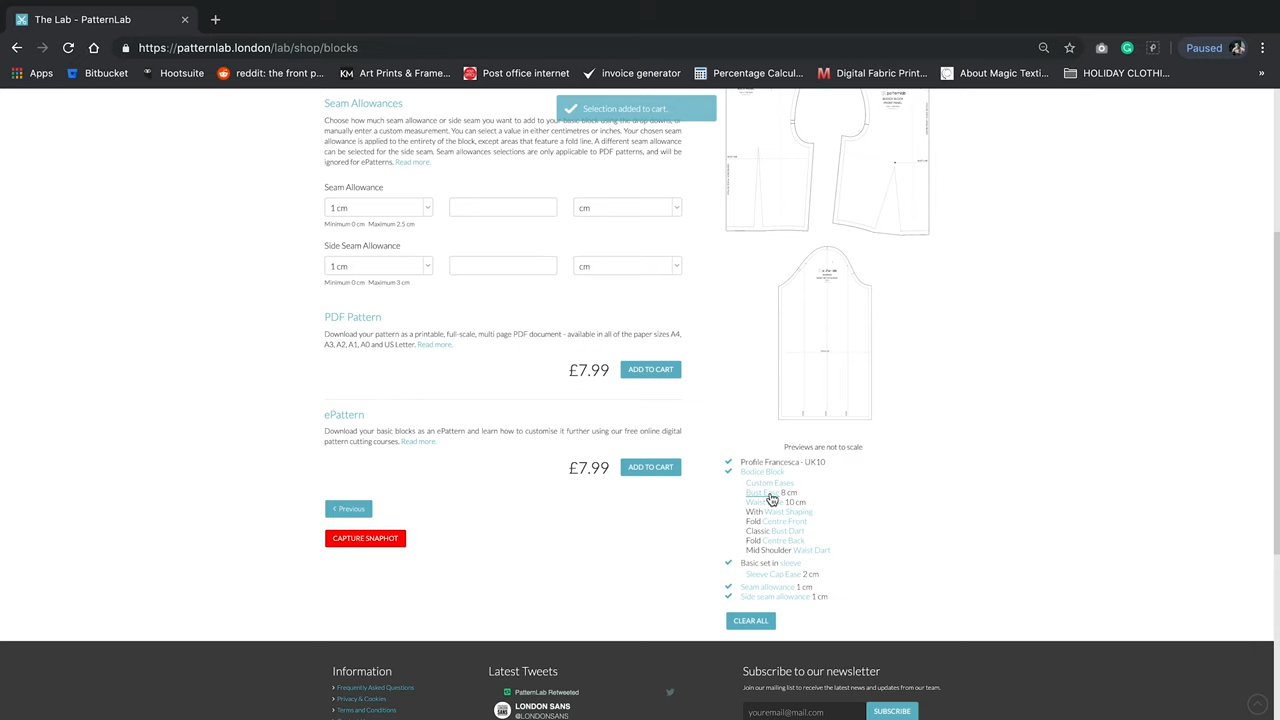 https://patternlab.london/lab/shop/
Paused
Apps
Bitbucket
Hootsuite
reddit: the front p...
KM Art Prints & Frame...
Post office internet
invoice generator
Percentage Calcul...
Digital Fabric Prin...
About Magic Texti...
HOLIDAY CLOTHI...
»
Selection added to cart.
Seam Allowances
Choose how much seam allowance or side seam you want to add to your basic block using the drop down, or
manually enter a custom measurement. You can select a value in either centimetres or inches. Your chosen seam
allowance is applied to the entirety of the block, except areas that feature a fold line. A different seam allowance
can be selected for the side seam. Seam allowances selections are only applicable to PDF patterns, and will be
ignored for ePatterns. Read more.
Seam Allowance
1 cm
cm
Minimum 0 cm Maximum 2.5 cm
Side Seam Allowance
1 cm
cm
Minimum 0 cm Maximum 3 cm
PDF Pattern
Download your pattern as a printable, full-scale, multi page PDF document - available in all of the paper sizes A4,
A3, A2, A1, A0 and US Letter. Read more.
£7.99
ADD TO CART
ePattern
Download your basic blocks as an ePattern and learn how to customise it further using our free online digital
pattern cutting courses. Read more.
£7.99
ADD TO CART
< Previous
CAPTURE SNAPHOT
Previews are not to scale
Profile Francesca - UK10
Bodice Block
Custom Eases
Bust Ease 8 cm
Waist 10 cm
With Waist Shaping
Fold Centre Front
Classic Bust Dart
Fold Centre Back
Mid Shoulder Waist Dart
Basic set in sleeve
Sleeve Cap Ease 2 cm
Seam allowance 1 cm
Side seam allowance 1 cm
CLEAR ALL
Information
Frequently Asked Questions
Privacy & Cookies
Terms and Conditions
Latest Tweets
PatternLab Retweeted
LONDON SANS
@LONDONSANS
Subscribe to our newsletter
Join our mailing list to receive the latest news and updates from our team.
youremail@mail.com
SUBSCRIBE